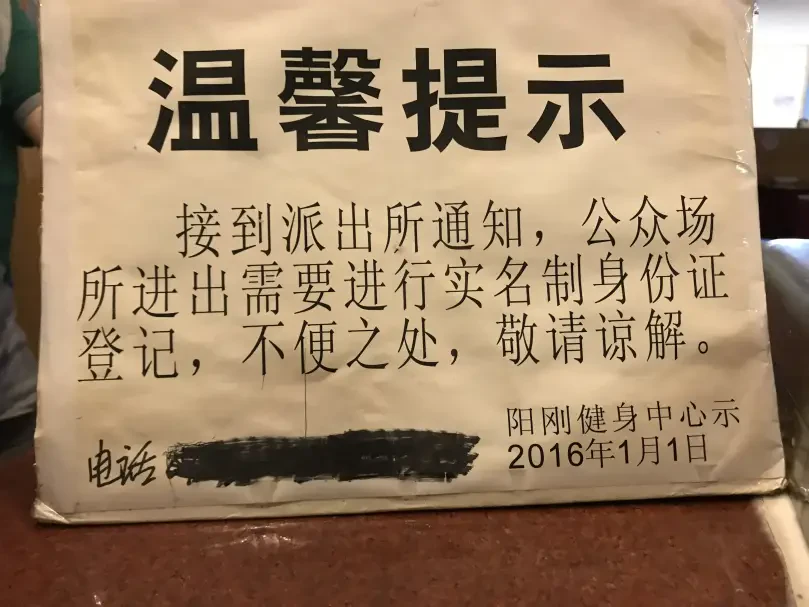 温馨提示
接到派出所通知，公众场
所进出需要进行实名制身份证
登记，不便之处，敬请谅解。
阳刚健身中心示
电话
2016年1月1日